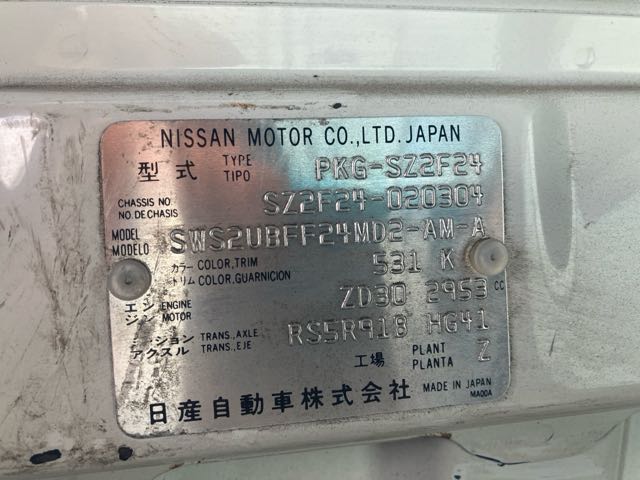 NISSAN MOTOR CO.,LTD. JAPAN
型式 TYPE TIPO PKG-SZ2F24
CHASSIS NO NO. DE CHASIS SZ2F24-020304
MODEL MODELO SWS2UBFF24MD2-AM-A
カラー COLOR,TRIM トリム COLOR,GUARNICION 531 K
エンジン ENGINE MOTOR ZD30 2953 CC
ミッション TRANS.,AXLE アクスル TRANS.,EJE RS5R91B HG41
工場 PLANT PLANTA Z
日産自動車株式会社 MADE IN JAPAN
MA00A